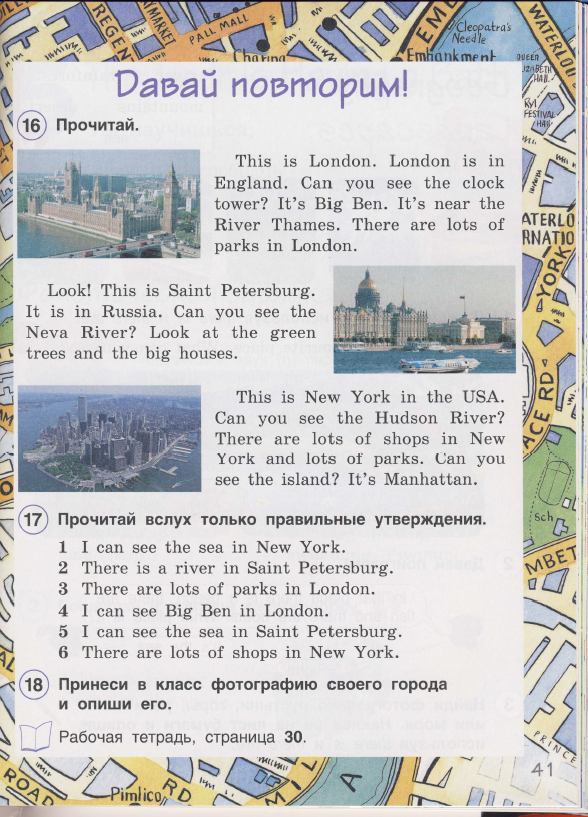 PALL MALL
Charing
Cleopatra's
Needle
Embankment
QUEEN
ELIZABETH
HALL
RYL
FESTIVAL
HALL
Давай повторим!
16 Прочитай.
This is London. London is in
England. Can you see the clock
tower? It's Big Ben. It's near the
River Thames. There are lots of
parks in London.
Look! This is Saint Petersburg.
It is in Russia. Can you see the
Neva River? Look at the green
trees and the big houses.
This is New York in the USA.
Can you see the Hudson River?
There are lots of shops in New
York and lots of parks. Can you
see the island? It's Manhattan.
17 Прочитай вслух только правильные утверждения.
1 I can see the sea in New York.
2 There is a river in Saint Petersburg.
3 There are lots of parks in London.
4 I can see Big Ben in London.
5 I can see the sea in Saint Petersburg.
6 There are lots of shops in New York.
18 Принеси в класс фотографию своего города
и опиши его.
Рабочая тетрадь, страница 30.
41
YORK
ACE RD
Sch
MBET
PRINCE
ROAD
Pimlico
RD